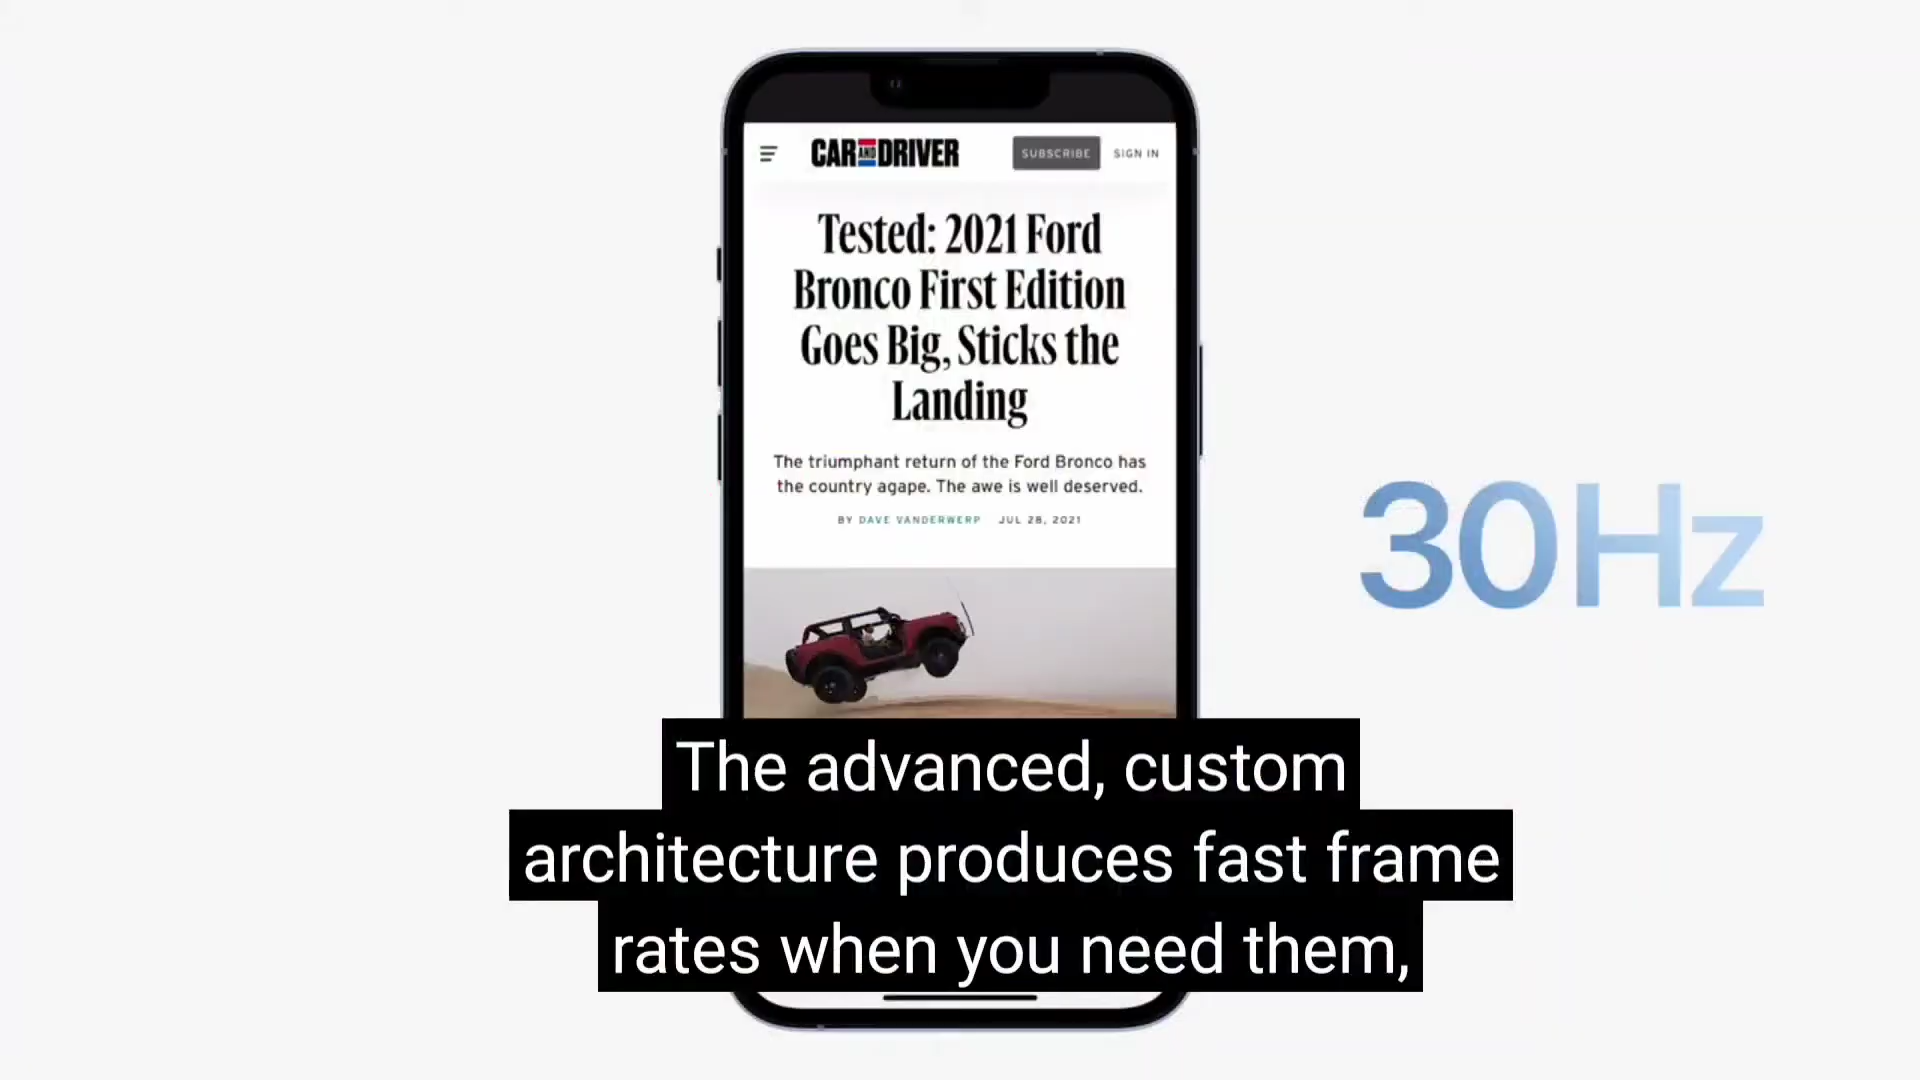 CAR AND DRIVER
SUBSCRIBE
SIGN IN
Tested: 2021 Ford
Bronco First Edition
Goes Big, Sticks the
Landing
The triumphant return of the Ford Bronco has
the country agape. The awe is well deserved.
BY DAVE VANDERWERP JUL 28, 2021
30Hz
The advanced, custom
architecture produces fast frame
rates when you need them,